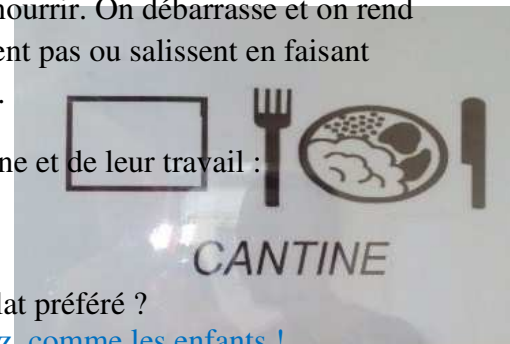 nourrir. On débarrasse et on rend
ent pas ou salissent en faisant
.
ne et de leur travail :
CANTINE
lat préféré ?
z, comme les enfants !